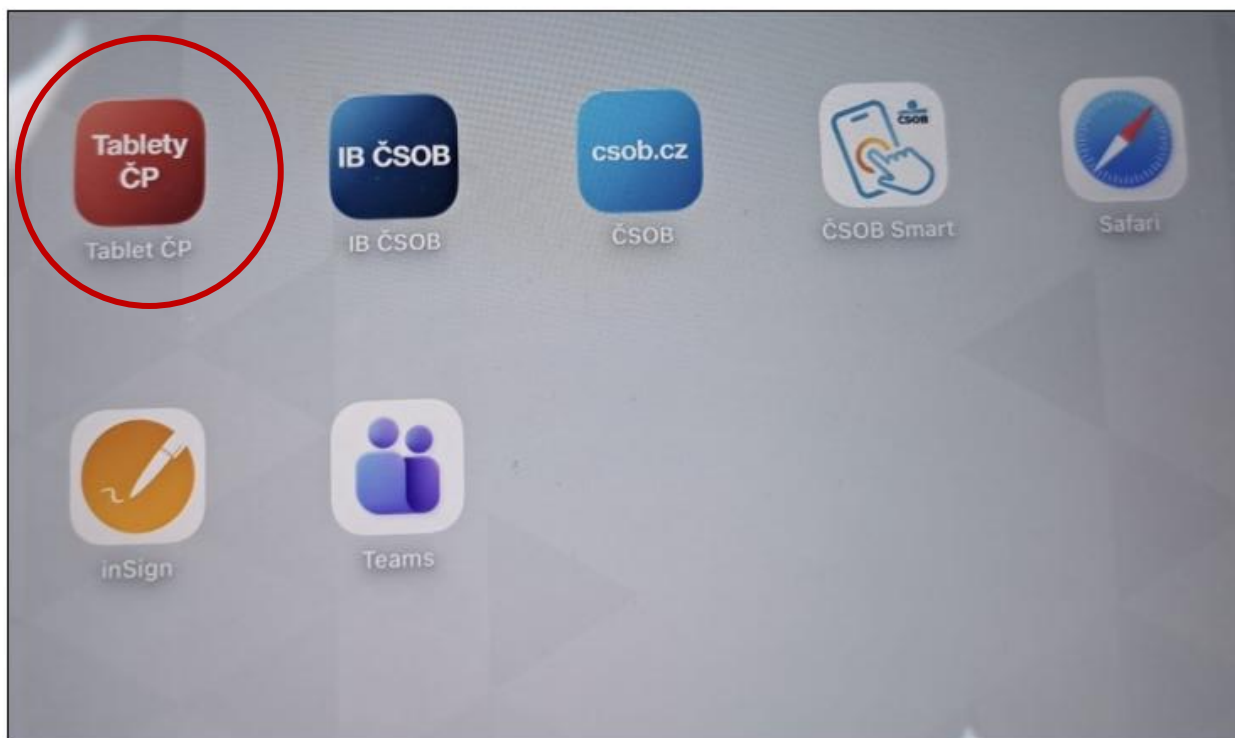 Tablety
ČP
IB ČSOB
csob.cz
ČSOB
Tablet ČP
IB ČSOB
ČSOB
ČSOB Smart
Safari
inSign
Teams